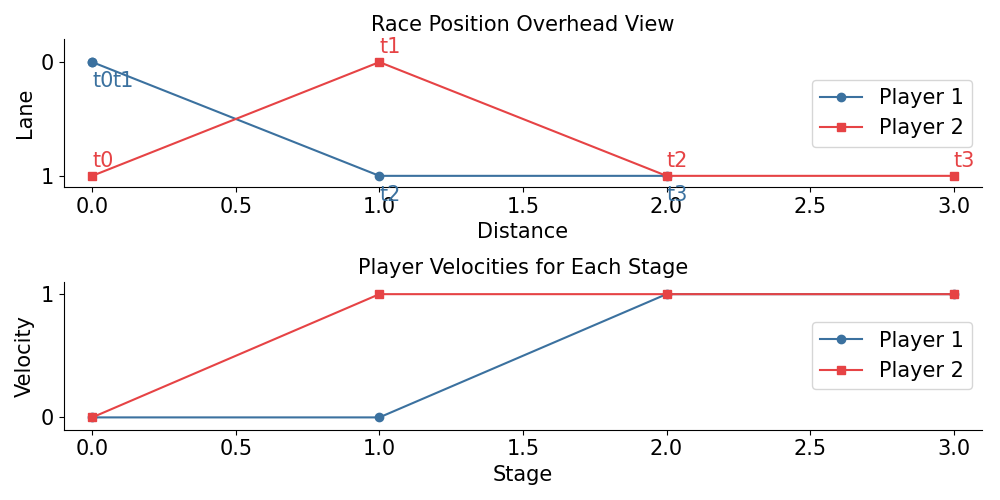 Race Position Overhead View
Lane
0
1
t0t1
t0
t1
t2
t2
t3
t3
Player 1
Player 2
0.0 0.5 1.0 1.5 2.0 2.5 3.0
Distance
Player Velocities for Each Stage
Velocity
1
0
Player 1
Player 2
0.0 0.5 1.0 1.5 2.0 2.5 3.0
Stage